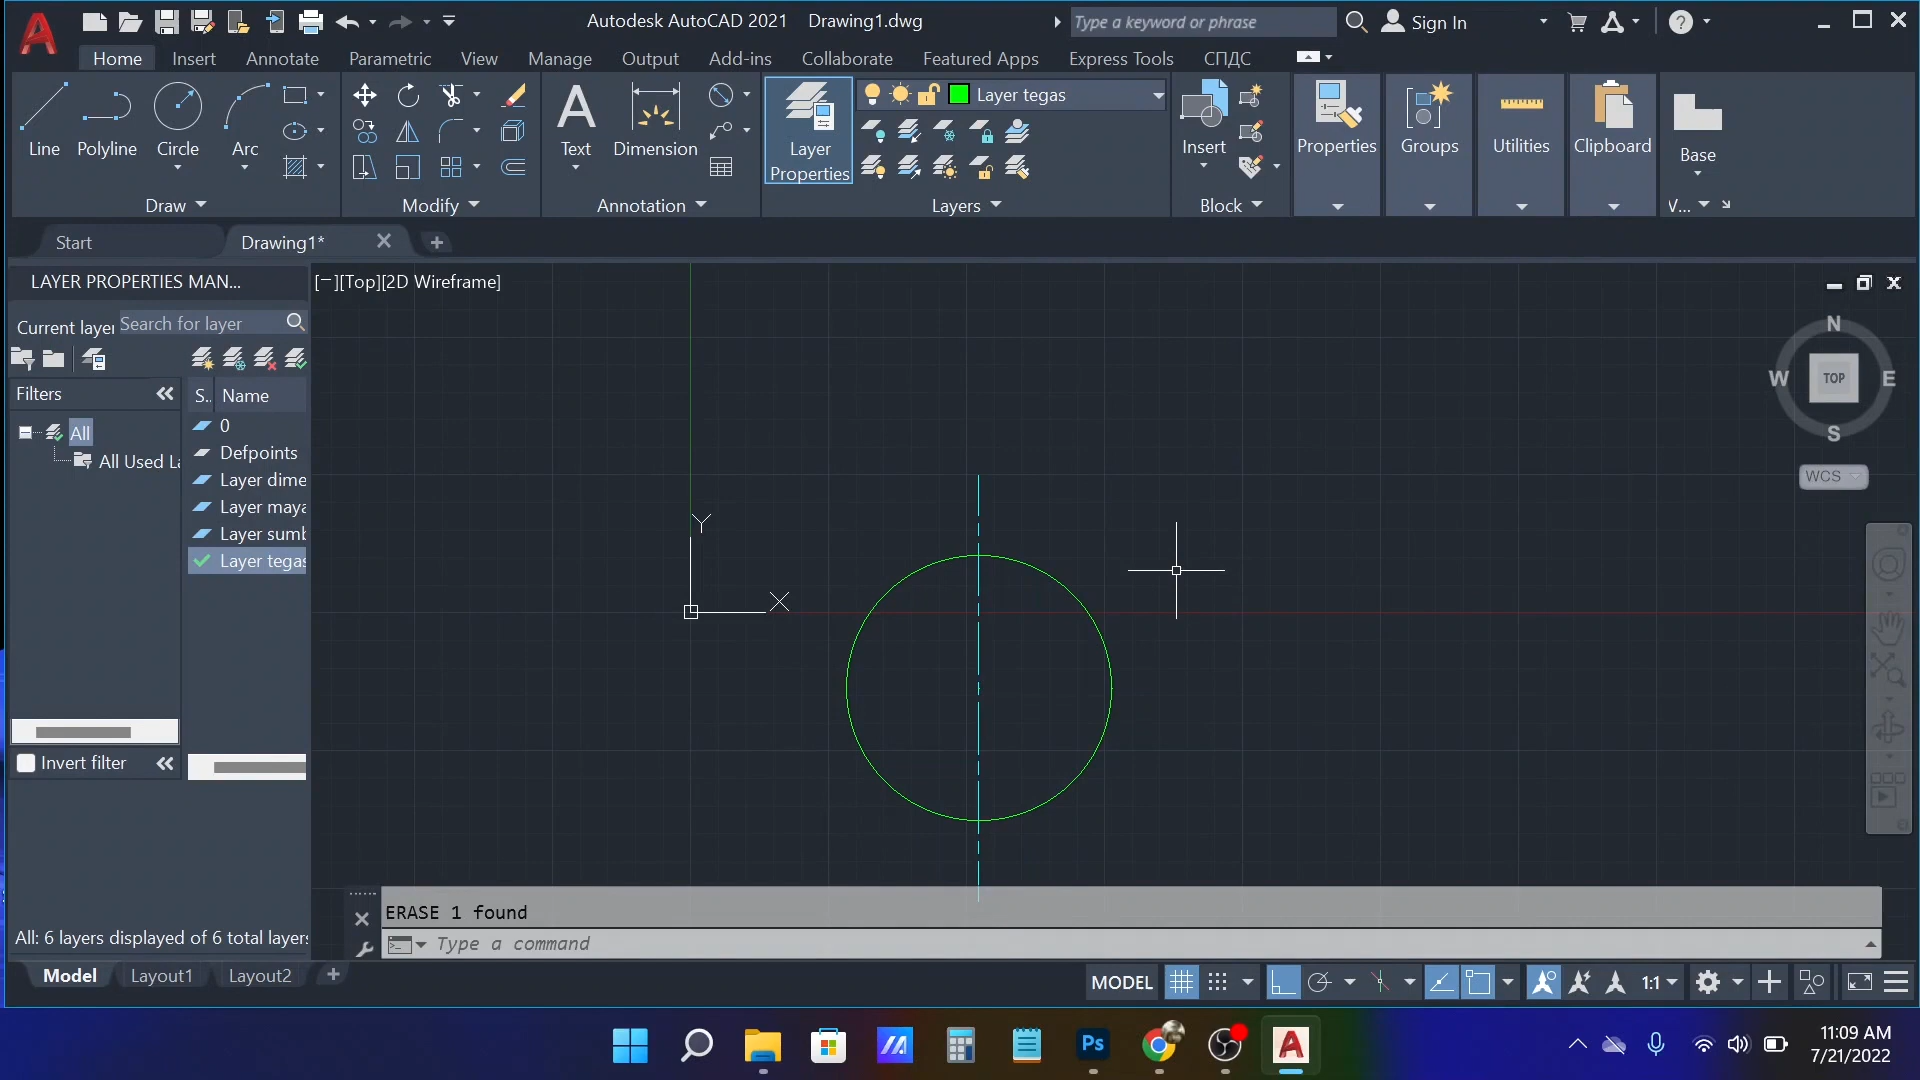 Autodesk AutoCAD 2021 Drawing1.dwg
Type a keyword or phrase
Sign In
Home Insert Annotate Parametric View Manage Output Add-ins Collaborate Featured Apps Express Tools СПДС
Line Polyline Circle Arc
Text Dimension
Layer Properties
Layer tegas
Insert
Properties Groups Utilities Clipboard Base
Draw Modify Annotation Layers Block V...
Start Drawing1*
LAYER PROPERTIES MAN...
[−][Top][2D Wireframe]
Current layer
Search for layer
Filters
S.. Name
All
All Used La
0
Defpoints
Layer dime
Layer maya
Layer sumb
Layer tegas
Invert filter
All: 6 layers displayed of 6 total layers
Y
X
N
W TOP E
S
WCS
ERASE 1 found
Type a command
Model Layout1 Layout2
MODEL 1:1
Ps
11:09 AM
7/21/2022